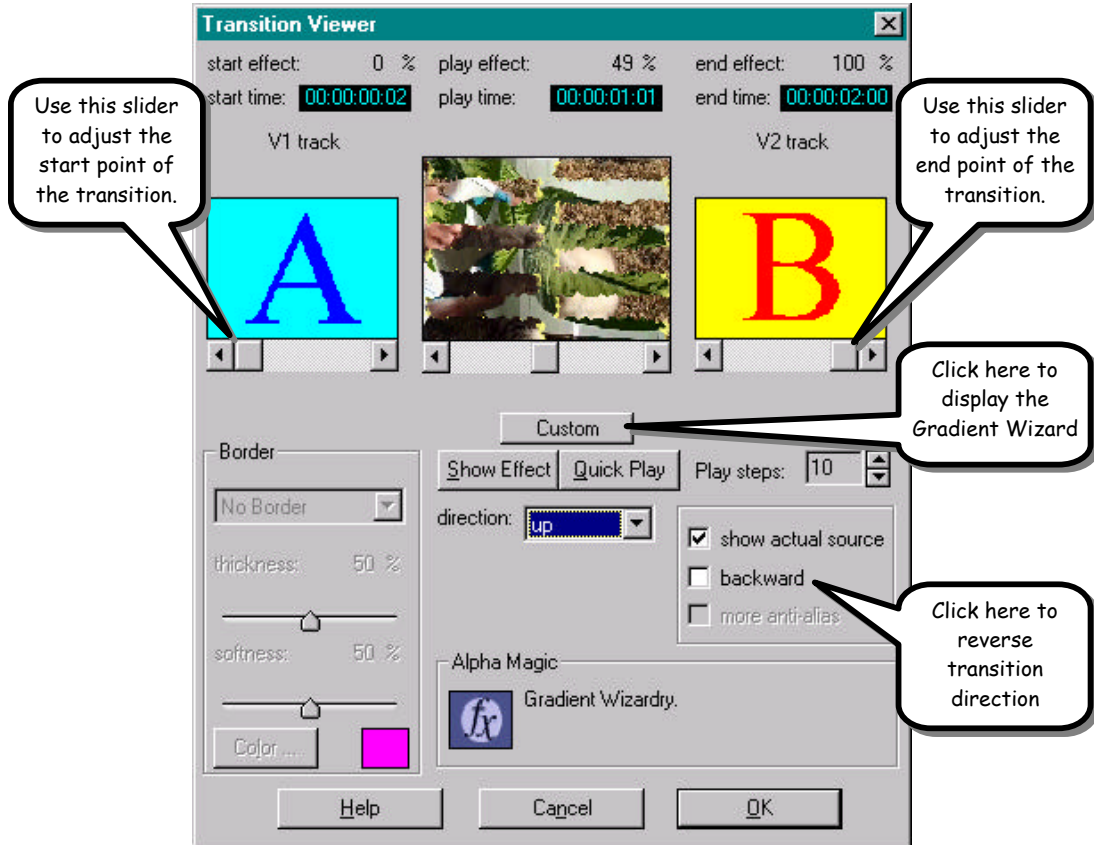 Transition Viewer
start effect: 0 % play effect: 49 % end effect: 100 %
start time: 00:00:00:02 play time: 00:00:01:01 end time: 00:00:02:00
Use this slider
to adjust the
start point of
the transition.
V1 track
V2 track
Use this slider
to adjust the
end point of the
transition.
A
B
Click here to
display the
Gradient Wizard
Custom
Border
No Border
thickness: 50 %
softness: 50 %
Color ....
Show Effect Quick Play Play steps: 10
direction: up
show actual source
backward
more anti-alias
Click here to
reverse
transition
direction
Alpha Magic
fx
Gradient Wizardry.
Help Cancel OK